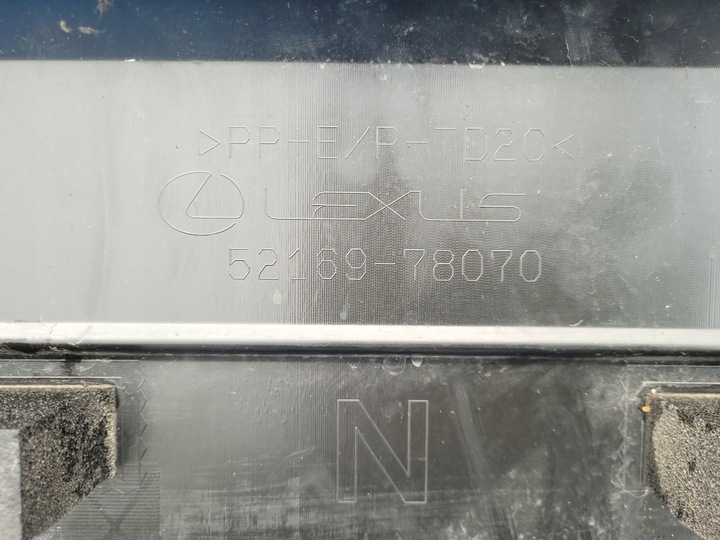 >PP-E/P-TD20<
LEXUS
52169-78070
N